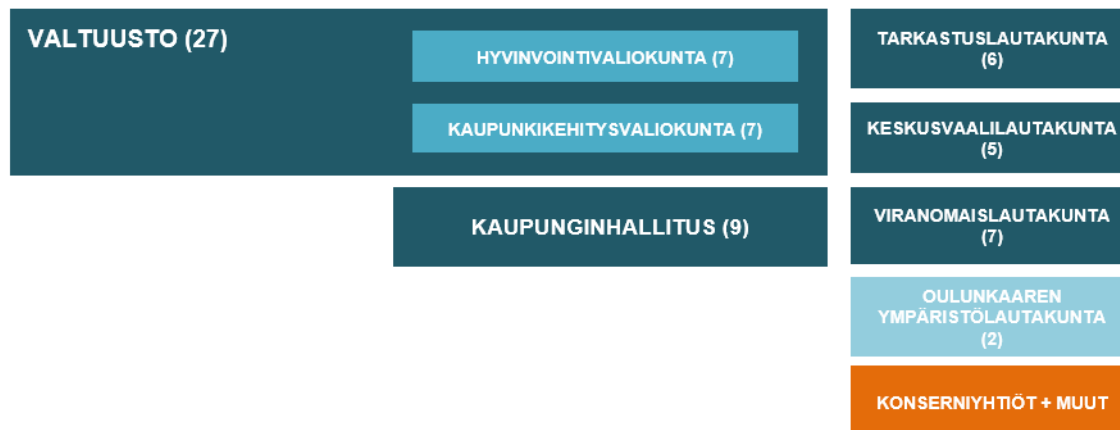 VALTUUSTO (27)
HYVINVOINTIVALIOKUNTA (7)
KAUPUNKIKEHITYSVALIOKUNTA (7)
KAUPUNGINHALLITUS (9)
TARKASTUSLAUTAKUNTA
(6)
KESKUSVAALILAUTAKUNTA
(5)
VIRANOMAISLAUTAKUNTA
(7)
OULUNKAAREN
YMPÄRISTÖLAUTAKUNTA
(2)
KONSERNIYHTIÖT + MUUT